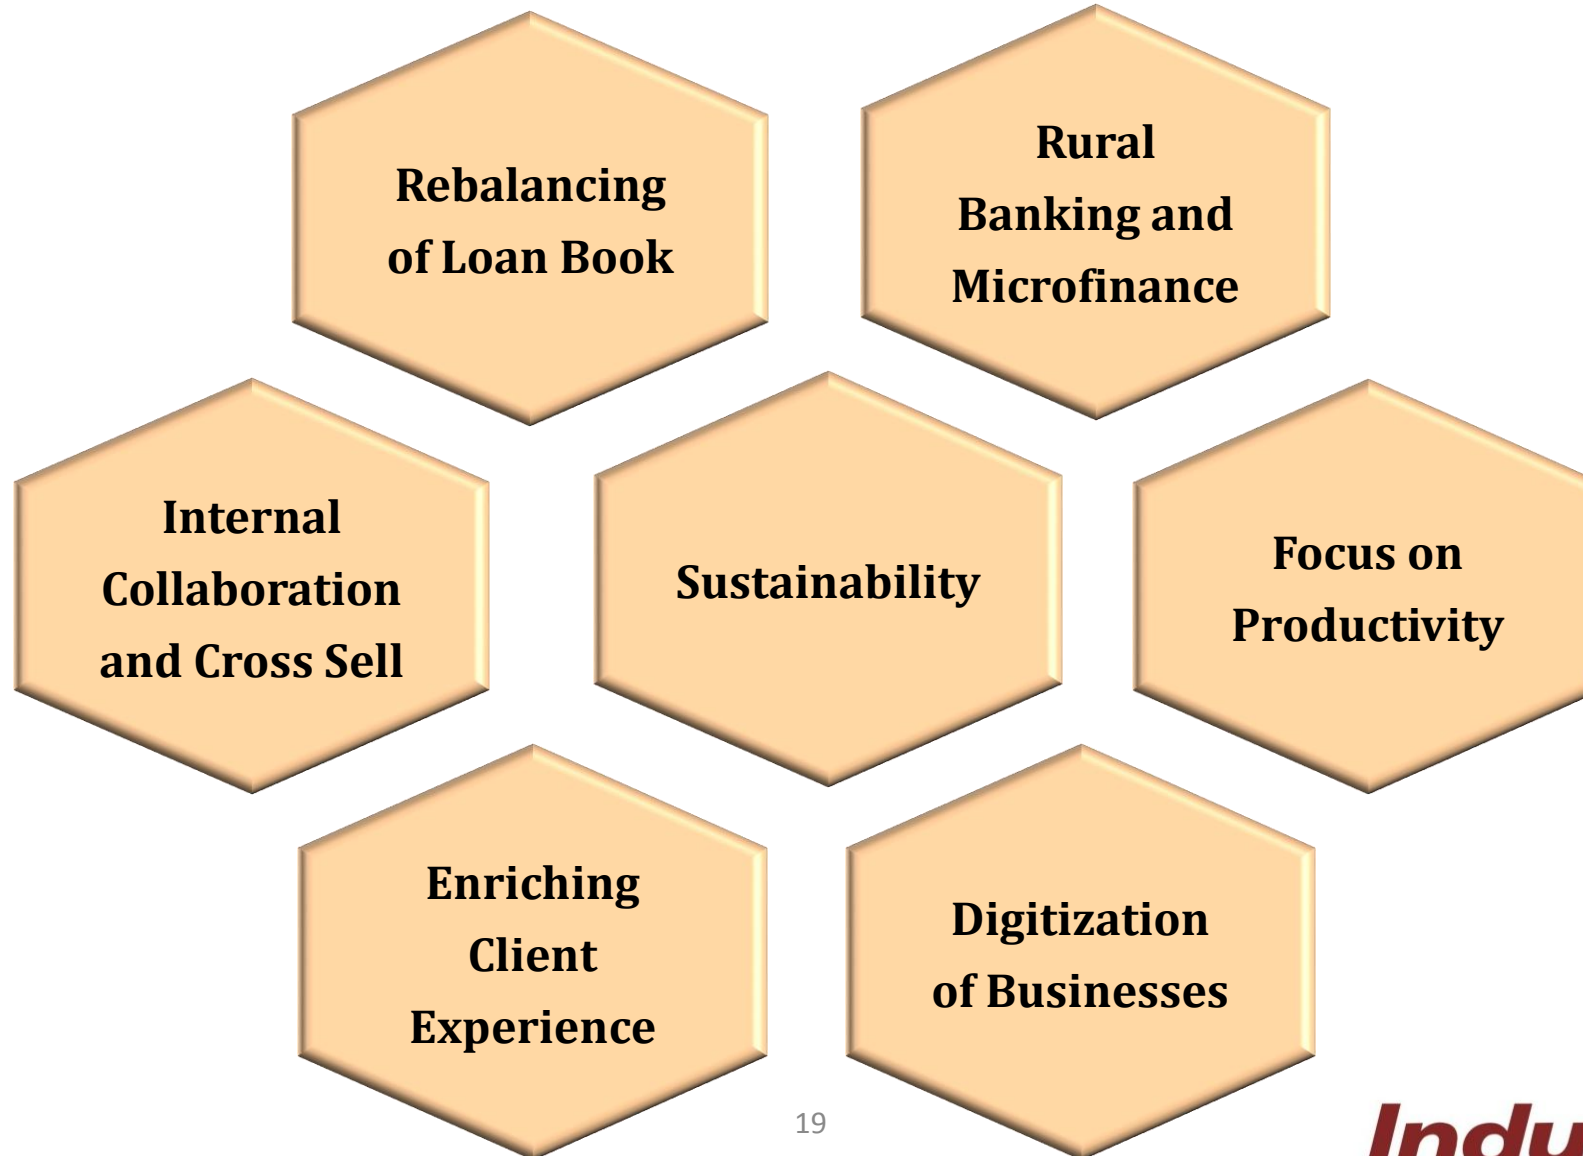 Rebalancing
of Loan Book
Rural
Banking and
Microfinance
Internal
Collaboration
and Cross Sell
Sustainability
Focus on
Productivity
Enriching
Client
Experience
Digitization
of Businesses
19
Indu